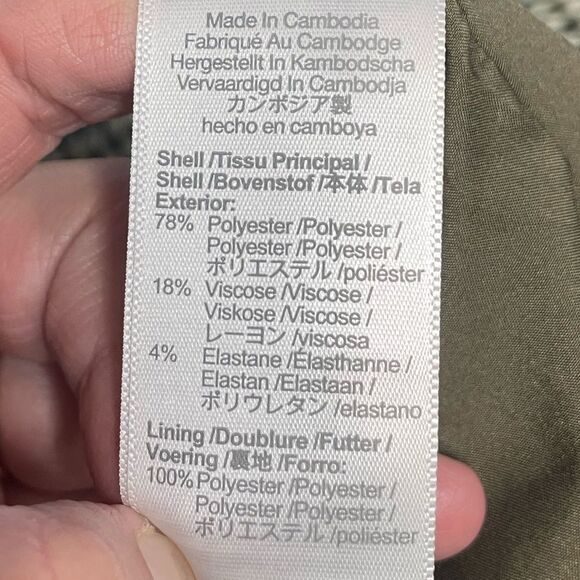 Made In Cambodia
Fabriqué Au Cambodge
Hergestellt In Kambodscha
Vervaardigd In Cambodja
カンボジア製
hecho en camboya
Shell /Tissu Principal /
Shell /Bovenstof /本体 /Tela
Exterior:
78% Polyester /Polyester /
Polyester /Polyester /
ポリエステル /poliéster
18% Viscose /Viscose /
Viskose /Viscose /
レーヨン /viscosa
4% Elastane /Élasthanne /
Elastan /Elastaan /
ポリウレタン /elastano
Lining /Doublure /Futter /
Voering /裏地 /Forro:
100% Polyester /Polyester /
Polyester /Polyester /
ポリエステル /poliéster